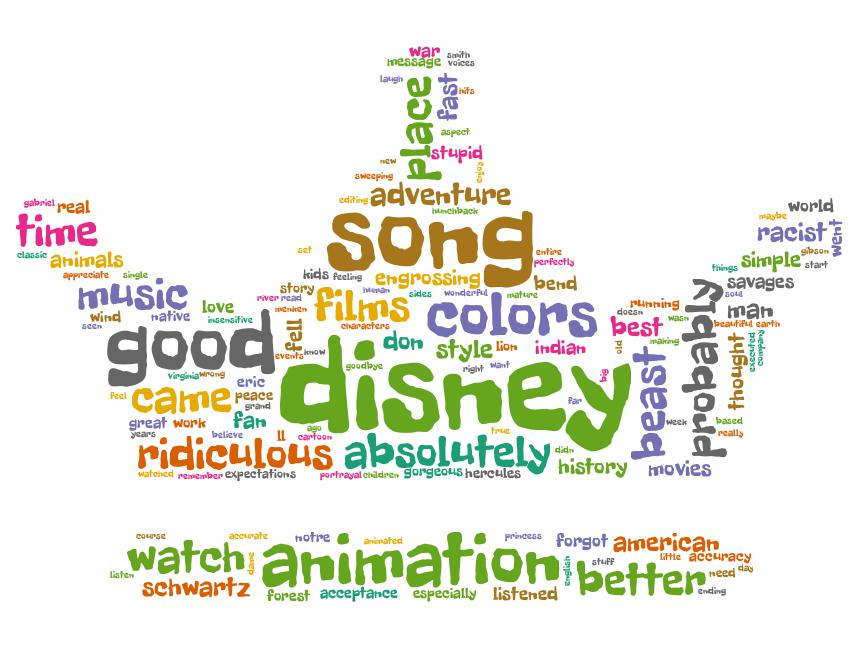 war
smith
message voices
laugh
place
fast
hits
aspect
stupid
new
enjoy
sweeping
editing
adventure
hunchback
song
gabriel real
time
classic
animals
appreciate single
music
wind native
seen
love
insensitive
set
entire
perfectly
kids feeling
engrossing
bend
story
river read
menken
human
sides
wonderful
mature
films
characters
colors
world
maybe
racist
went
simple
gibson
things
start
savages
soul
man
beautiful earth
running
doesn
best
wasn
making
probably
thought
executed
company
good
fell
events know
don
style
lion
indian
old
disney
goodbye
right
want
big
far
beast
week
based
really
virginia wrong
eric
feel
came
peace
grand
great work
fan
years
believe
ll
ago
cartoon
true
ridiculous
absolutely
didn
history
movies
watched remember expectations
portrayal children gorgeous hercules
course
accurate
notre
animated
princess
forgot
american
watch
dame
animation
english
stuff
better
little accuracy
need day
listen
schwartz
forest
acceptance
especially
listened
ending